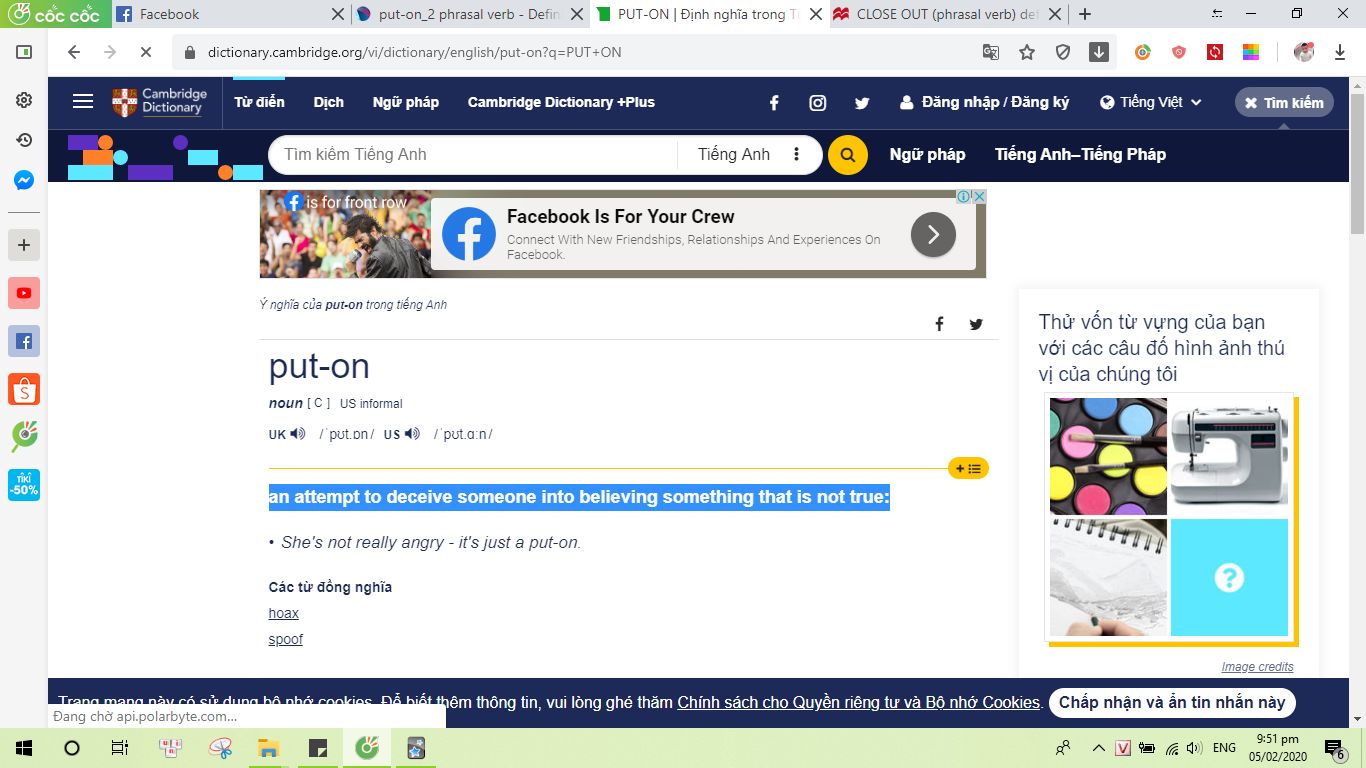 cốc cốc
Facebook
put-on_2 phrasal verb - Defin
PUT-ON | Định nghĩa trong T
CLOSE OUT (phrasal verb) de
dictionary.cambridge.org/vi/dictionary/english/put-on?q=PUT+ON
Cambridge
Dictionary
Từ điển
Dịch
Ngữ pháp
Cambridge Dictionary +Plus
Đăng nhập / Đăng ký
Tiếng Việt
Tìm kiếm
Tìm kiếm Tiếng Anh
Tiếng Anh
Ngữ pháp
Tiếng Anh–Tiếng Pháp
is for front row
Facebook Is For Your Crew
Connect With New Friendships, Relationships And Experiences On
Facebook.
Ý nghĩa của put-on trong tiếng Anh
put-on
noun [ C ] US informal
UK /ˈpʊt.ɒn/ US /ˈpʊt.ɑːn/
an attempt to deceive someone into believing something that is not true:
• She's not really angry - it's just a put-on.
Các từ đồng nghĩa
hoax
spoof
Thử vốn từ vựng của bạn
với các câu đố hình ảnh thú
vị của chúng tôi
?
Image credits
TIKI
-50%
Trang mạng này có sử dụng bộ nhớ cookies. Để biết thêm thông tin, vui lòng ghé thăm Chính sách cho Quyền riêng tư và Bộ nhớ Cookies.
Chấp nhận và ẩn tin nhắn này
Đang chờ api.polarbyte.com...
ENG
9:51 pm
05/02/2020
6